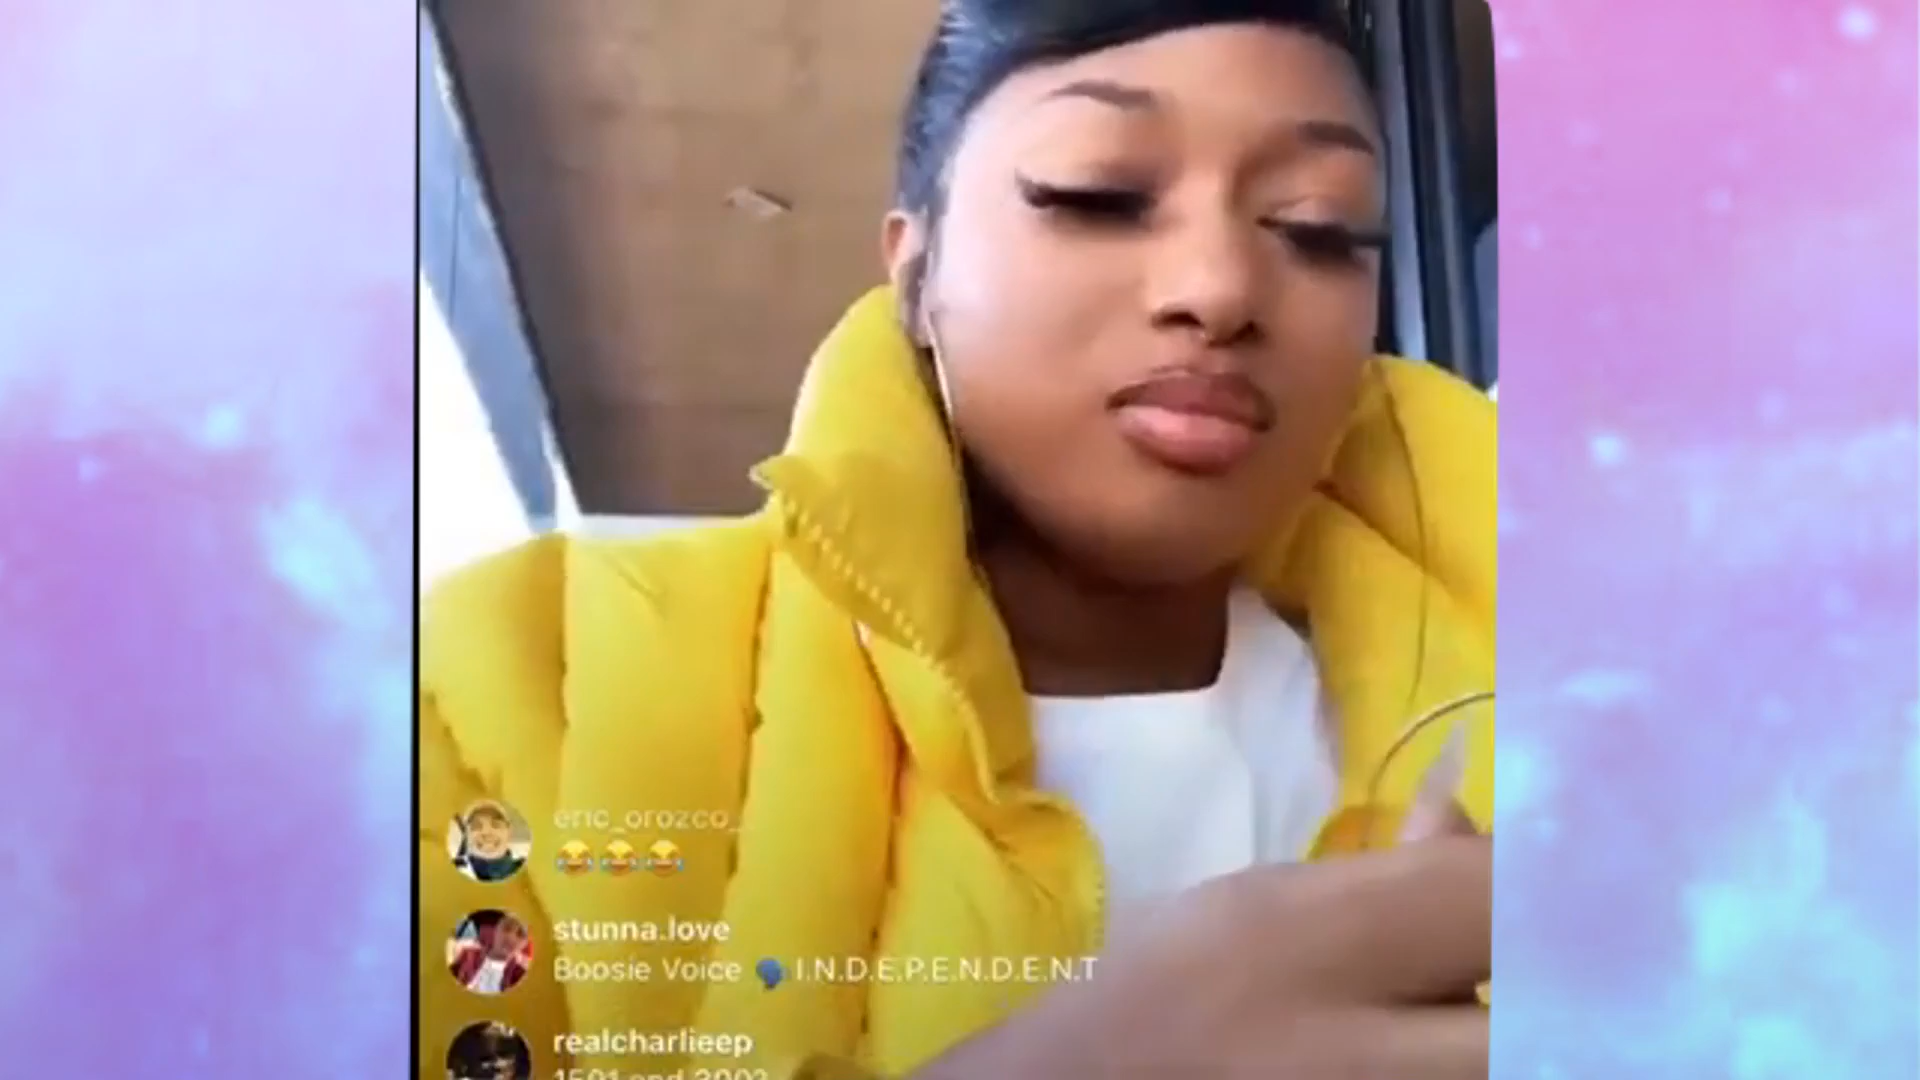 eric_orozco_
😂😂😂
stunna.love
Boosie Voice 🗣 I.N.D.E.P.E.N.D.E.N.T
realcharlieep